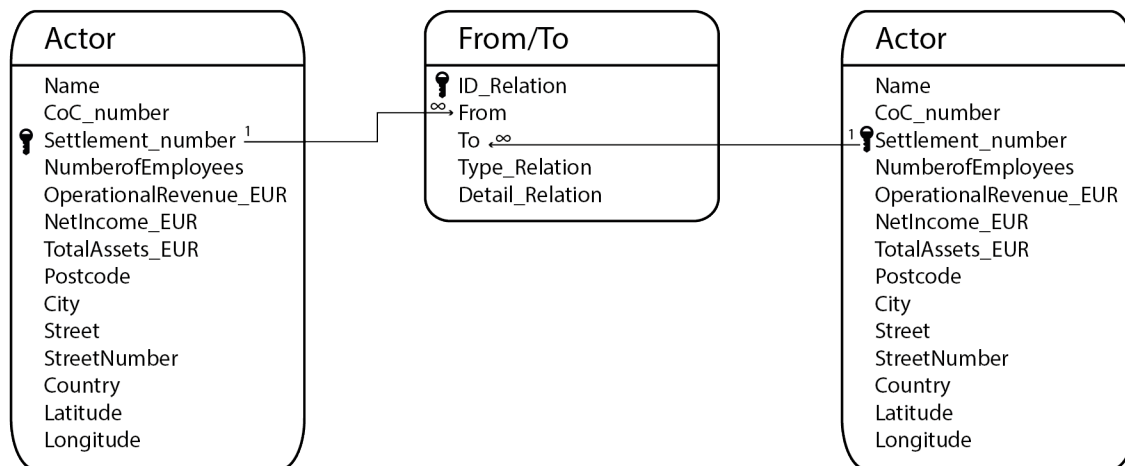 Actor
Name
CoC_number
Settlement_number 1
NumberofEmployees
OperationalRevenue_EUR
NetIncome_EUR
TotalAssets_EUR
Postcode
City
Street
StreetNumber
Country
Latitude
Longitude
From/To
ID_Relation
∞ From
To ∞
Type_Relation
Detail_Relation
Actor
Name
CoC_number
1 Settlement_number
NumberofEmployees
OperationalRevenue_EUR
NetIncome_EUR
TotalAssets_EUR
Postcode
City
Street
StreetNumber
Country
Latitude
Longitude